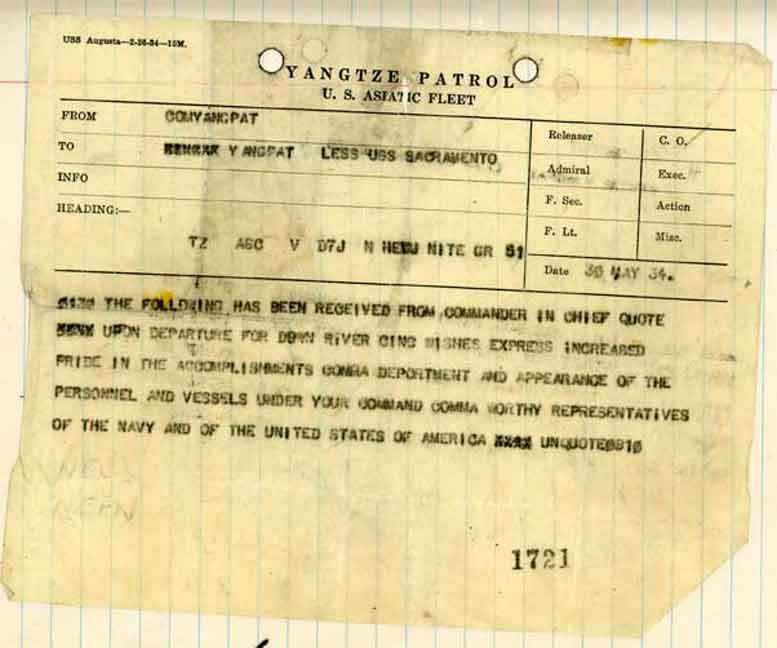 USS Augusta—2-26-34—15M.
YANGTZE PATROL
U. S. ASIATIC FLEET
FROM COMYANGPAT
TO YANGPAT LESS USS SACRAMENTO
INFO
HEADING:—
TZ A6C V D7J N NITE GR 51
Releaser C. O.
Admiral Exec.
F. Sec. Action
F. Lt. Misc.
Date 30 MAY 34.
THE FOLLOWING HAS BEEN RECEIVED FROM COMMANDER IN CHIEF QUOTE
UPON DEPARTURE FOR DOWN RIVER CINC WISHES EXPRESS INCREASED
PRIDE IN THE ACCOMPLISHMENTS COMMA DEPORTMENT AND APPEARANCE OF THE
PERSONNEL AND VESSELS UNDER YOUR COMMAND COMMA WORTHY REPRESENTATIVES
OF THE NAVY AND OF THE UNITED STATES OF AMERICA UNQUOTE
1721